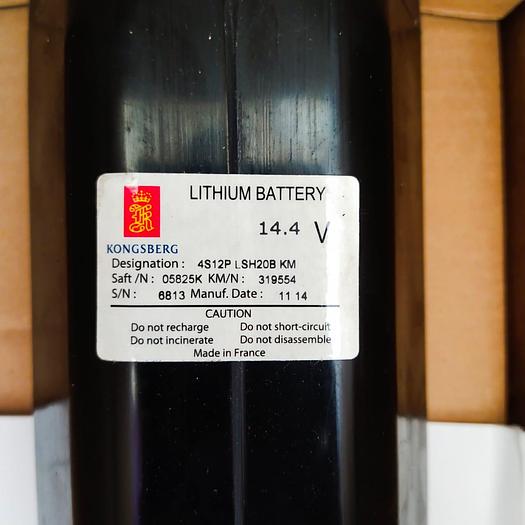 LITHIUM BATTERY
14.4 V
KONGSBERG
Designation : 4S12P LSH20B KM
Saft /N : 05825K KM/N : 319554
S/N : 6813 Manuf. Date : 11 14
CAUTION
Do not recharge Do not short-circuit
Do not incinerate Do not disassemble
Made in France